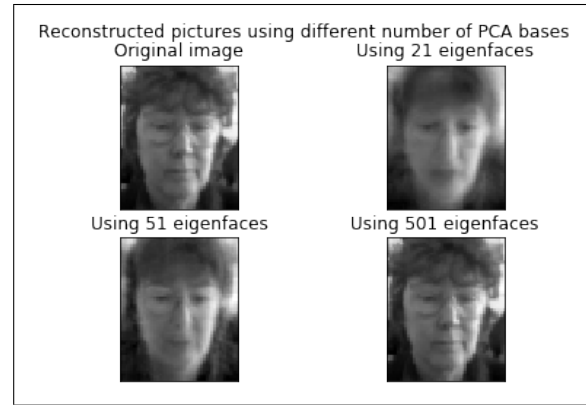 Reconstructed pictures using different number of PCA bases
Original image
Using 21 eigenfaces
Using 51 eigenfaces
Using 501 eigenfaces